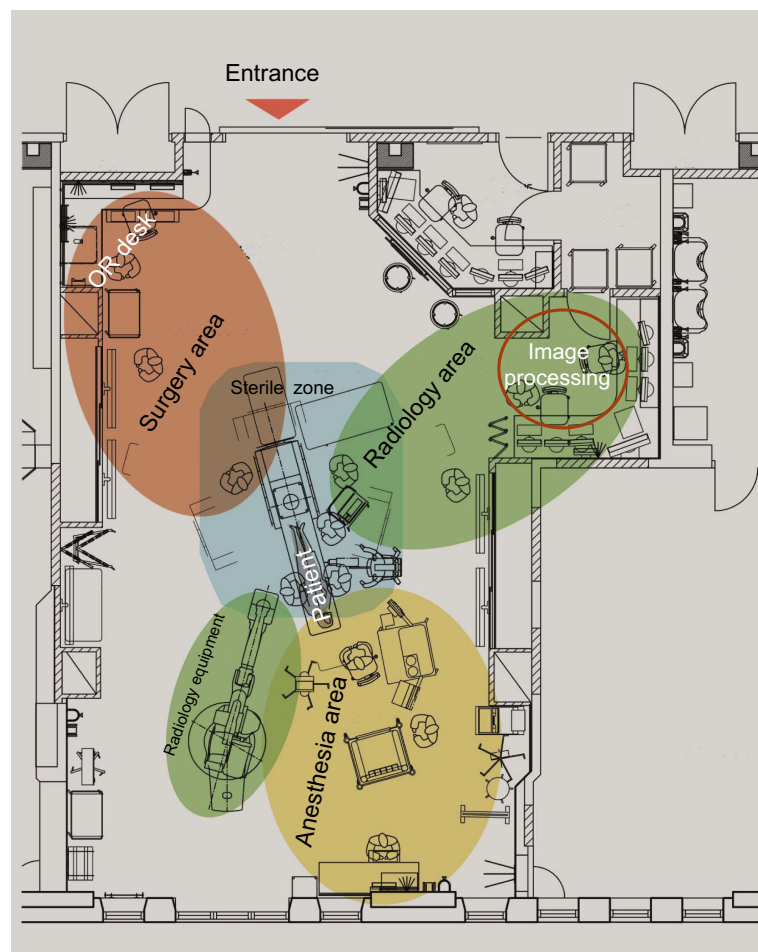 Entrance
OR desk
Surgery area
Sterile zone
Radiology area
Image
processing
Patient
Radiology equipment
Anesthesia area